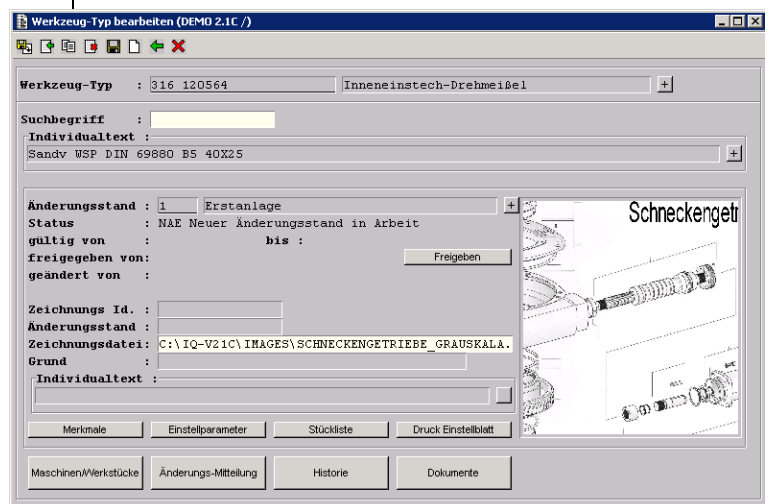 Werkzeug-Typ bearbeiten (DEMO 2.1C /)
Werkzeug-Typ : 316 120564 Inneneinstech-Drehmeißel +
Suchbegriff :
Individualtext :
Sandv WSP DIN 69880 B5 40X25 +
Änderungsstand : 1 Erstanlage +
Schneckengetr
Status : NAE Neuer Änderungsstand in Arbeit
gültig von : bis :
freigegeben von: Freigeben
geändert von :
Zeichnungs Id. :
Änderungsstand :
Zeichnungsdatei: C:\IQ-V21C\IMAGES\SCHNECKENGETRIEBE_GRAUSKALA.
Grund :
Individualtext :
Merkmale Einstellparameter Stückliste Druck Einstellblatt
Maschinen/Werkstücke Änderungs-Mitteilung Historie Dokumente